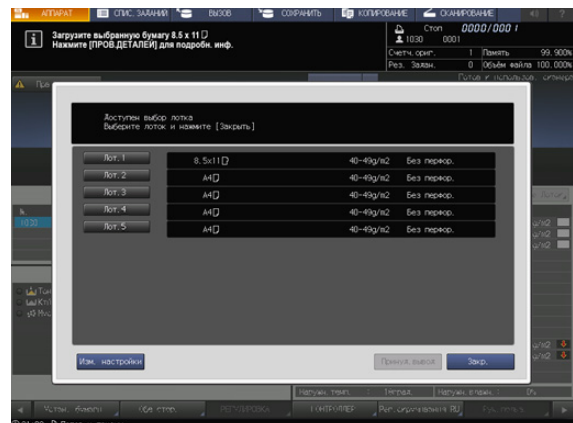 АППАРАТ СПИС. ЗАДАНИЙ ВЫЗОВ СОХРАНИТЬ КОПИРОВАНИЕ СКАНИРОВАНИЕ
Загрузите выбранную бумагу 8.5 x 11
Нажмите [ПРОВ.ДЕТАЛЕЙ] для подробн. инф.
Стоп 0000/000 1
1030 0001
Счетч. ориг. 1 Память 99.900%
Рез. Задан. 0 Объём файла 100.000%
Доступен выбор лотка
Выберите лоток и нажмите [Закрыть]
Лот. 1 8.5x11 40-49g/m2 Без перфор.
Лот. 2 A4 40-49g/m2 Без перфор.
Лот. 3 A4 40-49g/m2 Без перфор.
Лот. 4 A4 40-49g/m2 Без перфор.
Лот. 5 A4 40-49g/m2 Без перфор.
Изм. настройки Закр.
РЕГУЛИРОВКА КОНТРОЛЛЕР